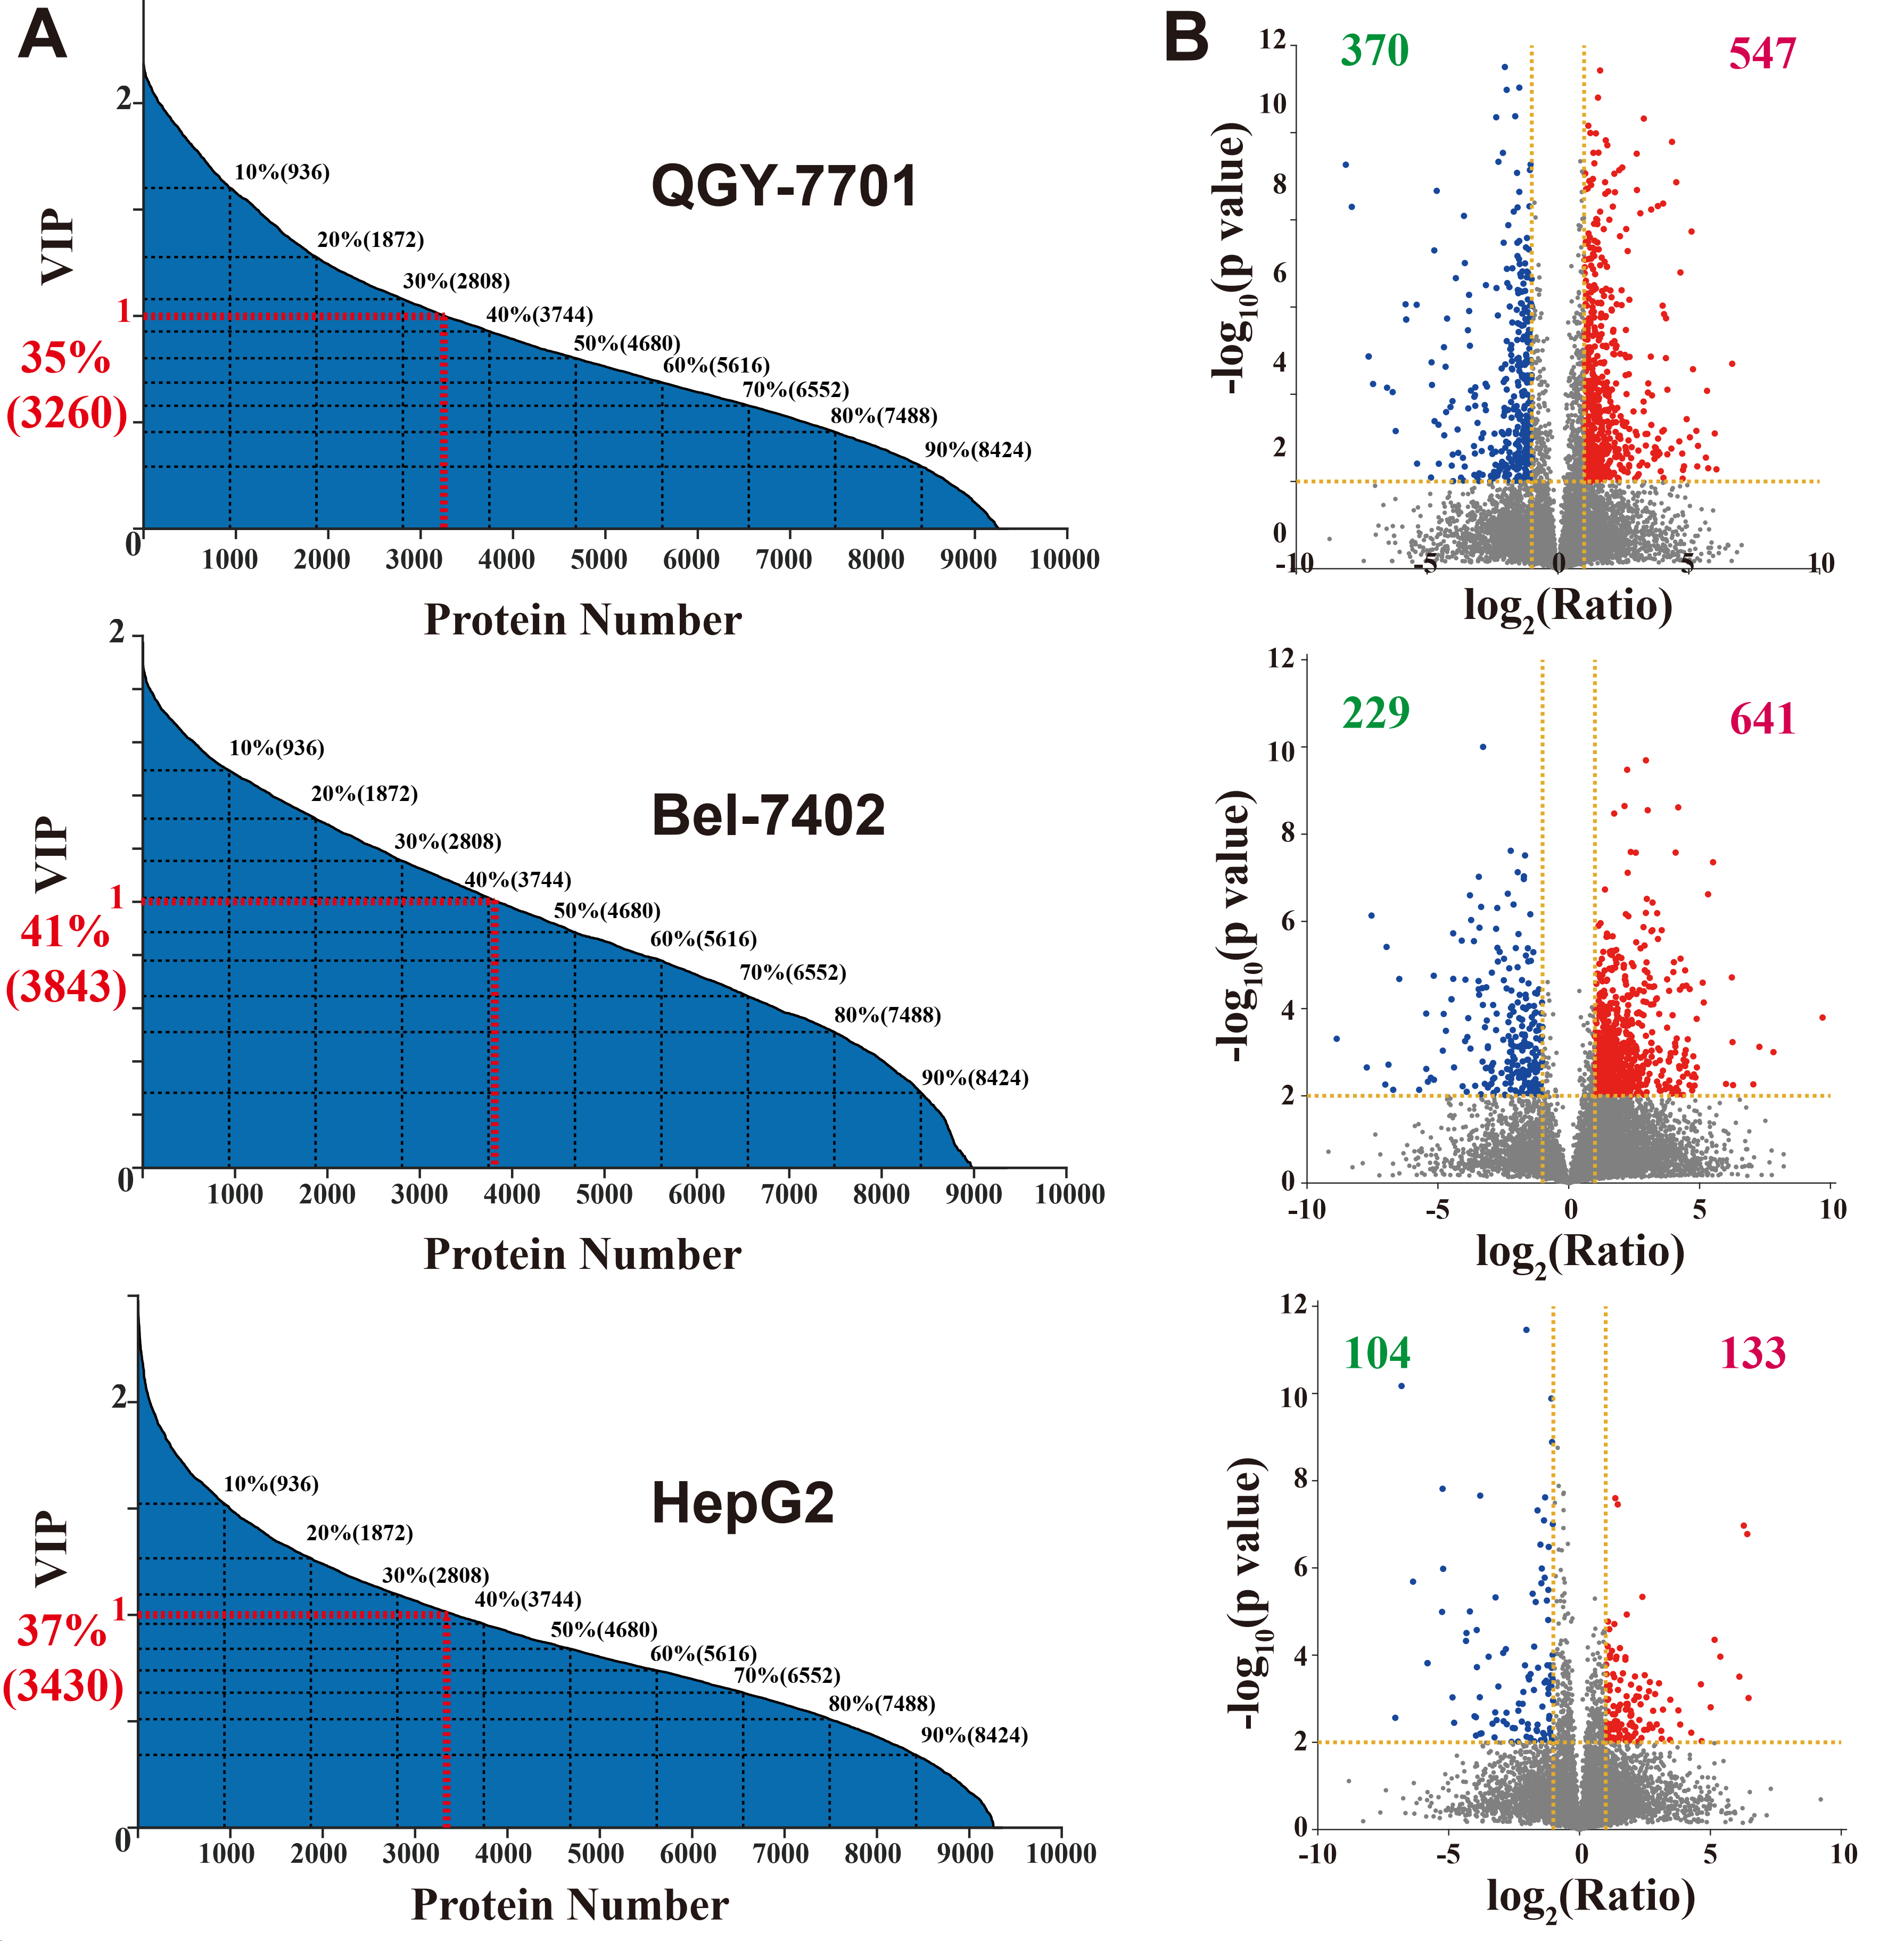 A
2
1
0
VIP
35%
(3260)
10%(936)
20%(1872)
30%(2808)
40%(3744)
50%(4680)
60%(5616)
70%(6552)
80%(7488)
90%(8424)
QGY-7701
1000 2000 3000 4000 5000 6000 7000 8000 9000 10000
Protein Number
2
1
0
VIP
41%
(3843)
10%(936)
20%(1872)
30%(2808)
40%(3744)
50%(4680)
60%(5616)
70%(6552)
80%(7488)
90%(8424)
Bel-7402
1000 2000 3000 4000 5000 6000 7000 8000 9000 10000
Protein Number
2
1
0
VIP
37%
(3430)
10%(936)
20%(1872)
30%(2808)
40%(3744)
50%(4680)
60%(5616)
70%(6552)
80%(7488)
90%(8424)
HepG2
1000 2000 3000 4000 5000 6000 7000 8000 9000 10000
Protein Number
B
370 547
12
10
8
6
4
2
0
-log10(p value)
-10 -5 0 5 10
log2(Ratio)
229 641
12
10
8
6
4
2
0
-log10(p value)
-10 -5 0 5 10
log2(Ratio)
104 133
12
10
8
6
4
2
0
-log10(p value)
-10 -5 0 5 10
log2(Ratio)